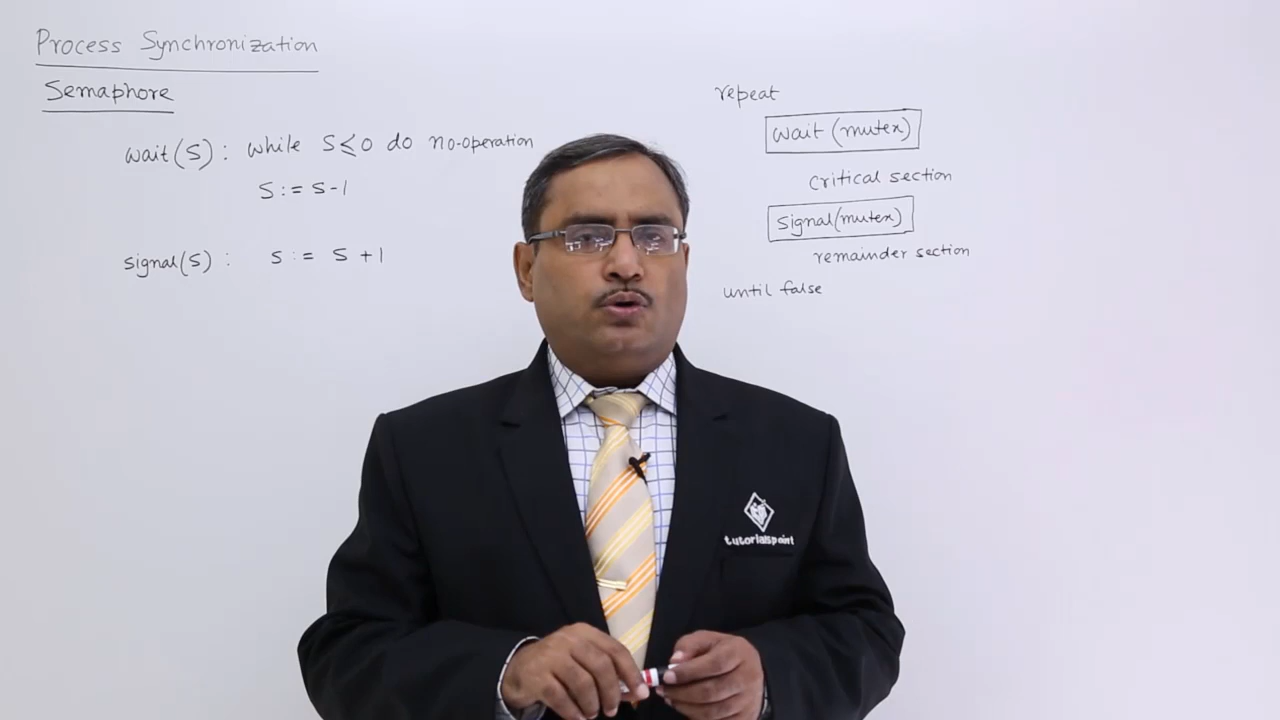 Process Synchronization
Semaphore
wait(S) : while S≤0 do no-operation
S:= S-1
signal(S) : S := S +1
repeat
wait (mutex)
critical section
signal(mutex)
remainder section
until false
tutorialspoint